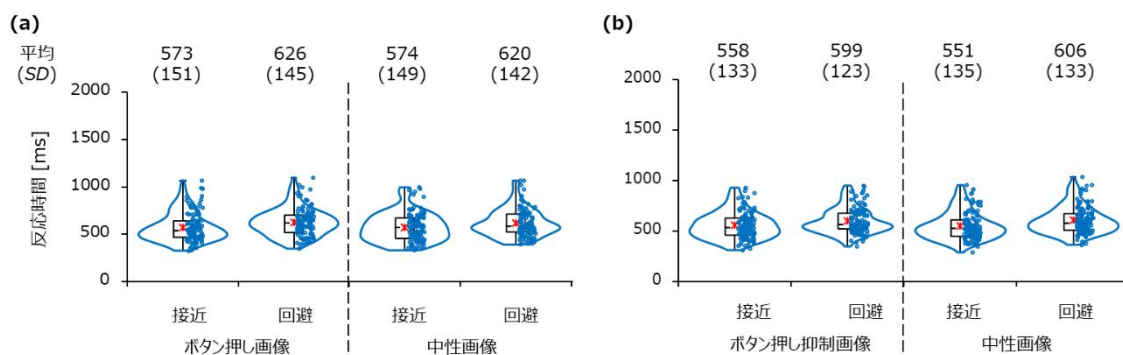 (a)
平均 573 626 574 620
(SD) (151) (145) (149) (142)
2000
1500
1000
500
0
反応時間 [ms]
接近 回避 接近 回避
ボタン押し画像 中性画像
(b)
558 599 551 606
(133) (123) (135) (133)
2000
1500
1000
500
0
接近 回避 接近 回避
ボタン押し抑制画像 中性画像